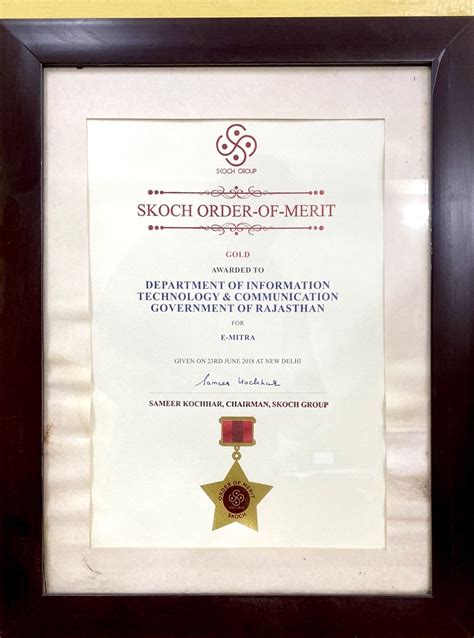 SKOCH GROUP
SKOCH ORDER-OF-MERIT
GOLD
AWARDED TO
DEPARTMENT OF INFORMATION
TECHNOLOGY & COMMUNICATION
GOVERNMENT OF RAJASTHAN
FOR
E-MITRA
GIVEN ON 23RD JUNE 2018 AT NEW DELHI
Sameer Kochhar
SAMEER KOCHHAR, CHAIRMAN, SKOCH GROUP
ORDER OF MERIT
SKOCH